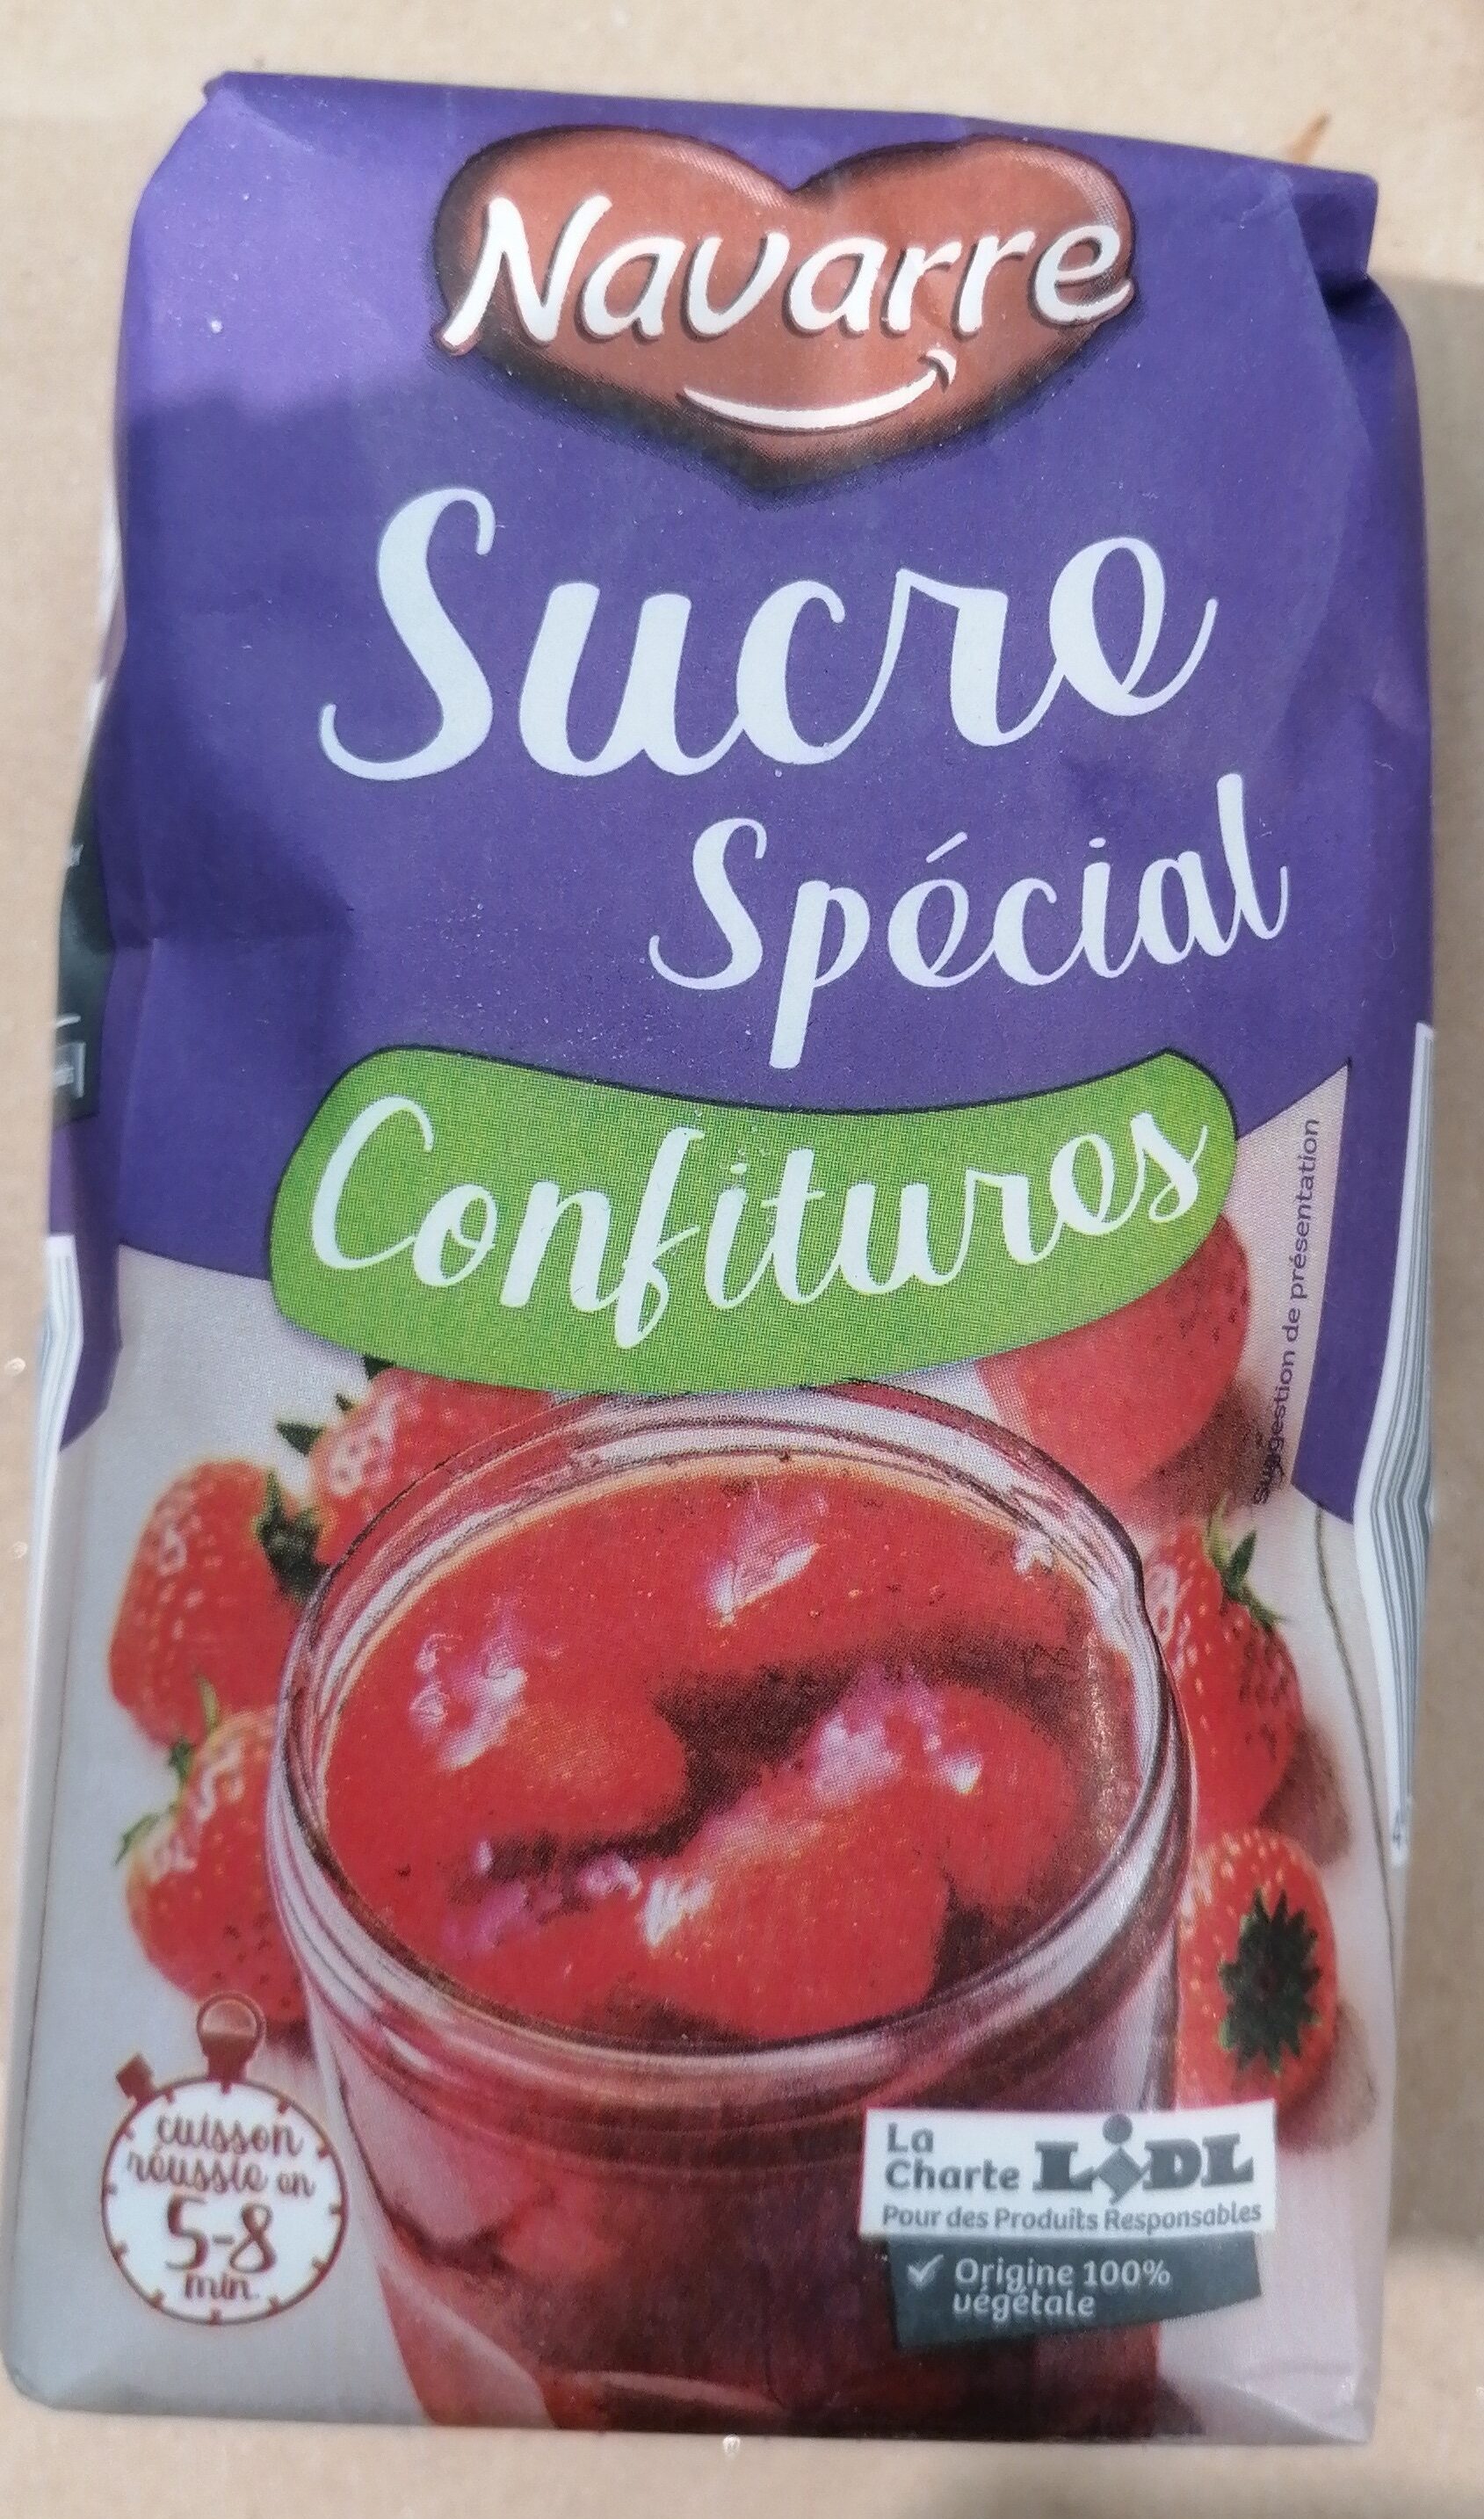 Navarre
Sucre
Spécial
Confitures
Suggestion de présentation
cuisson
réussie en
5-8
min.
La
Charte LIDL
Pour des Produits Responsables
Origine 100%
végétale